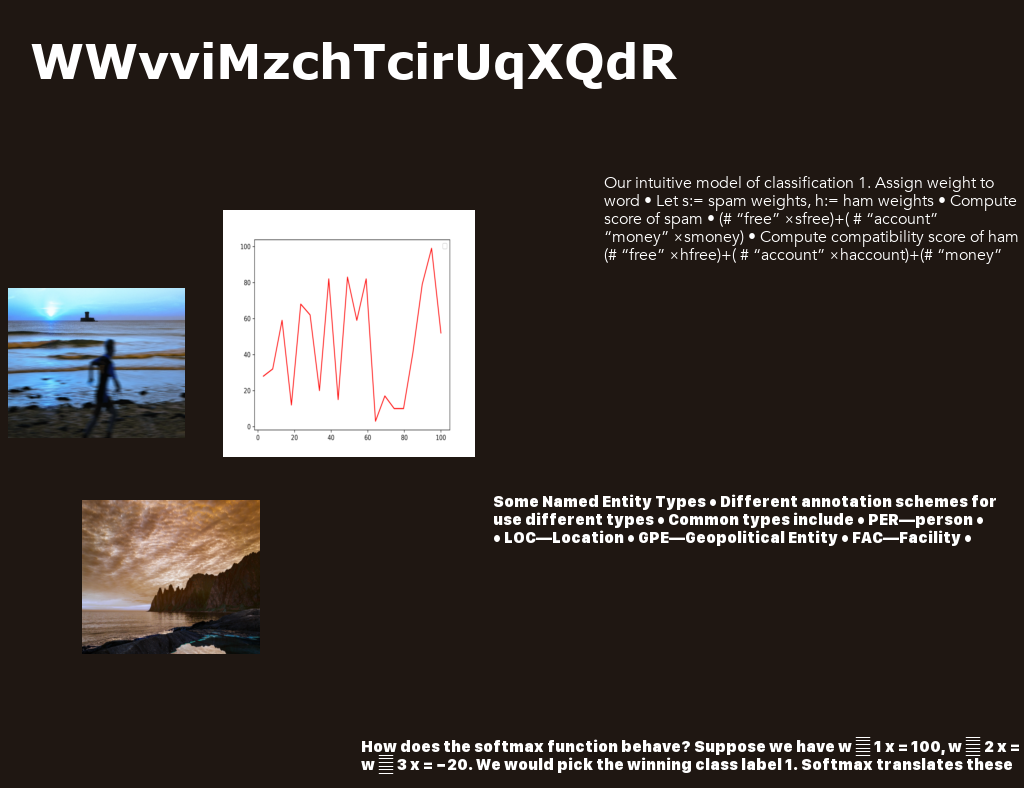 WWvviMzchTcirUqXQdR
Our intuitive model of classification 1. Assign weight to
word • Let s:= spam weights, h:= ham weights • Compute
score of spam • (# “free” ×sfree)+( # “account”
“money” ×smoney) • Compute compatibility score of ham
(# “free” ×hfree)+( # “account” ×haccount)+(# “money”
100
80
60
40
20
0
0 20 40 60 80 100
Some Named Entity Types • Different annotation schemes for
use different types • Common types include • PER—person •
• LOC—Location • GPE—Geopolitical Entity • FAC—Facility •
How does the softmax function behave? Suppose we have w 1 x = 100, w 2 x =
w 3 x = −20. We would pick the winning class label 1. Softmax translates these